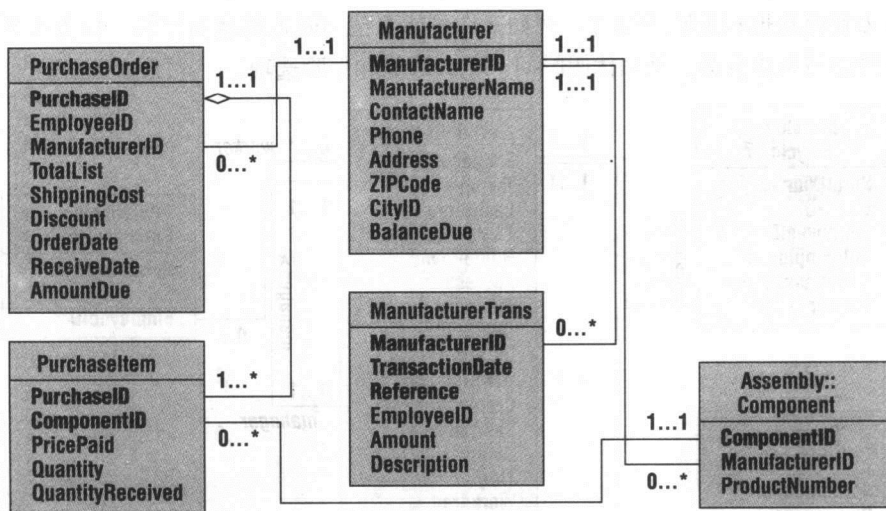 PurchaseOrder
PurchaseID
EmployeeID
ManufacturerID
TotalList
ShippingCost
Discount
OrderDate
ReceiveDate
AmountDue
1...1
0...*
1...1
Manufacturer
ManufacturerID
ManufacturerName
ContactName
Phone
Address
ZIPCode
CityID
BalanceDue
1...1
1...1
ManufacturerTrans
ManufacturerID
TransactionDate
Reference
EmployeeID
Amount
Description
0...*
PurchaseItem
PurchaseID
ComponentID
PricePaid
Quantity
QuantityReceived
1...*
0...*
Assembly::
Component
ComponentID
ManufacturerID
ProductNumber
1...1
0...*